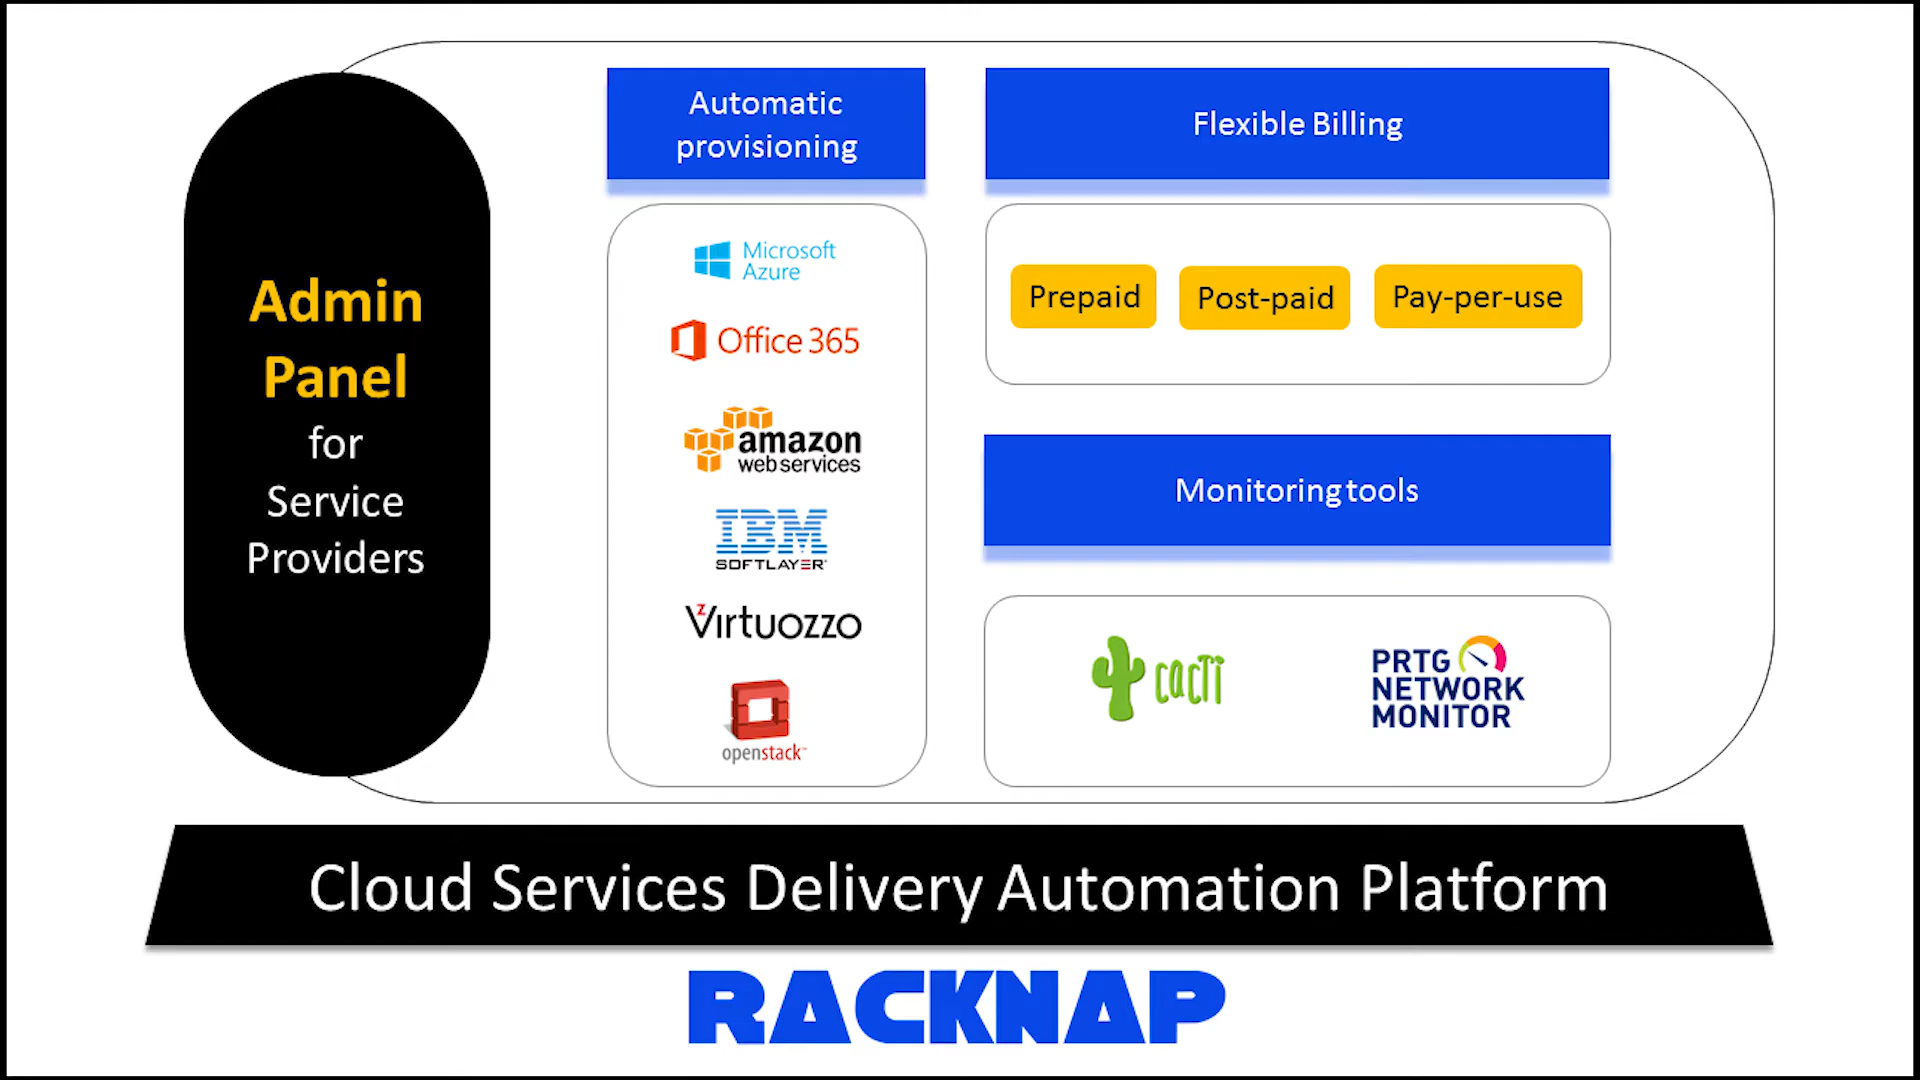 Admin
Panel
for
Service
Providers
Automatic
provisioning
Microsoft
Azure
Office 365
amazon
web services
IBM
SOFTLAYER
Virtuozzo
openstack™
Flexible Billing
Prepaid
Post-paid
Pay-per-use
Monitoring tools
cacti
PRTG
NETWORK
MONITOR
Cloud Services Delivery Automation Platform
RACKNAP